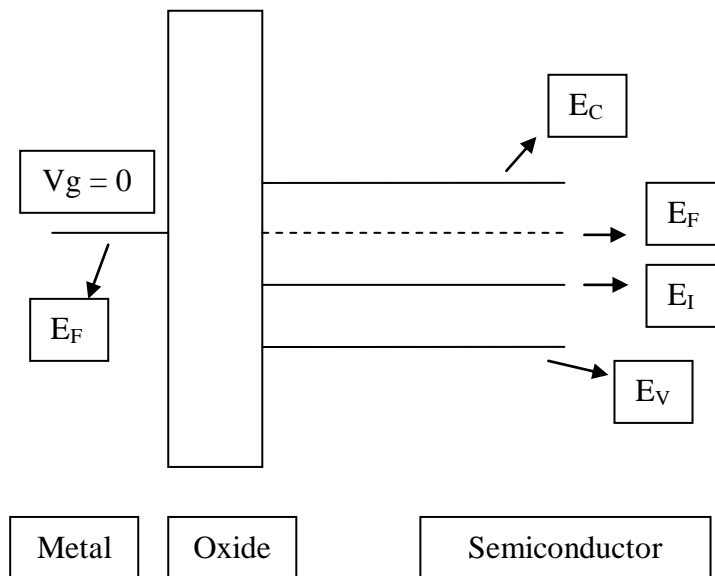 E_C
Vg = 0
E_F
E_I
E_F
E_V
Metal
Oxide
Semiconductor